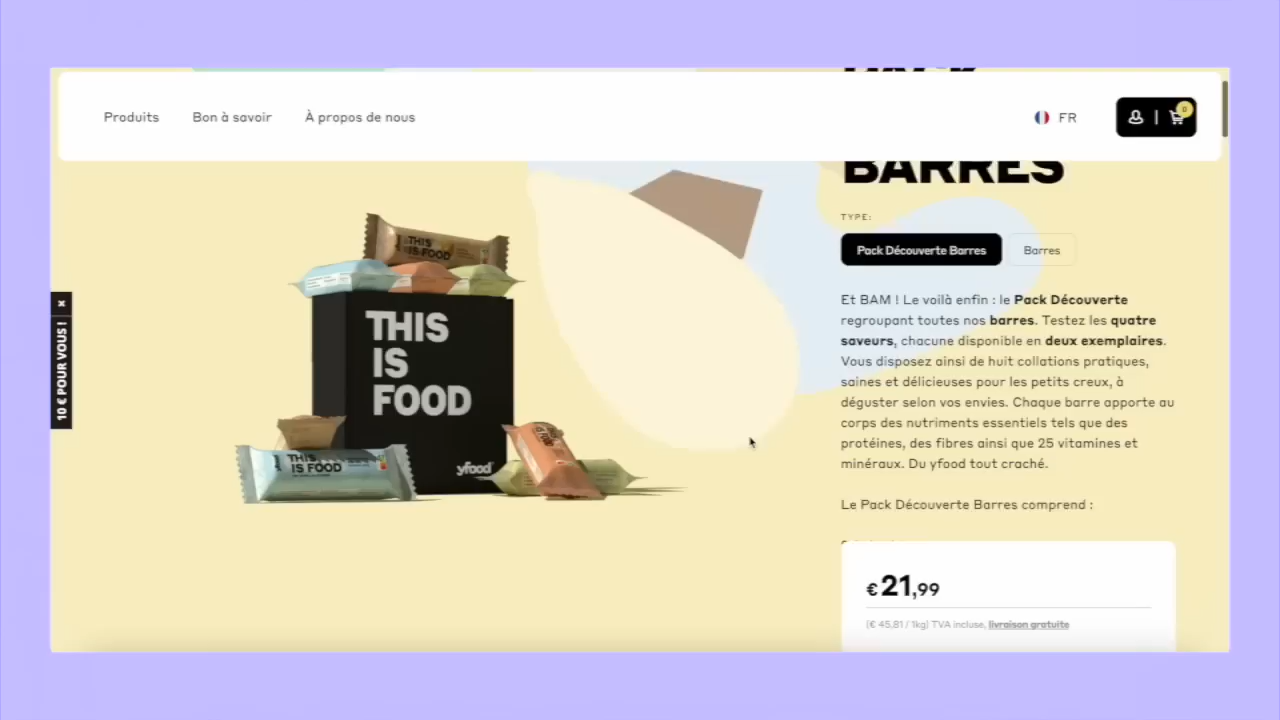 PACK
Produits
Bon à savoir
À propos de nous
FR
0
BARRES
TYPE:
Pack Découverte Barres
Barres
Et BAM ! Le voilà enfin : le Pack Découverte
regroupant toutes nos barres. Testez les quatre
saveurs, chacune disponible en deux exemplaires.
Vous disposez ainsi de huit collations pratiques,
saines et délicieuses pour les petits creux, à
déguster selon vos envies. Chaque barre apporte au
corps des nutriments essentiels tels que des
protéines, des fibres ainsi que 25 vitamines et
minéraux. Du yfood tout craché.
Le Pack Découverte Barres comprend :
€ 21,99
(€ 45,81 / 1kg) TVA incluse, livraison gratuite
10 € POUR VOUS !
THIS
IS FOOD
THIS
IS
FOOD
yfood
THIS
IS FOOD
THIS
IS FOOD